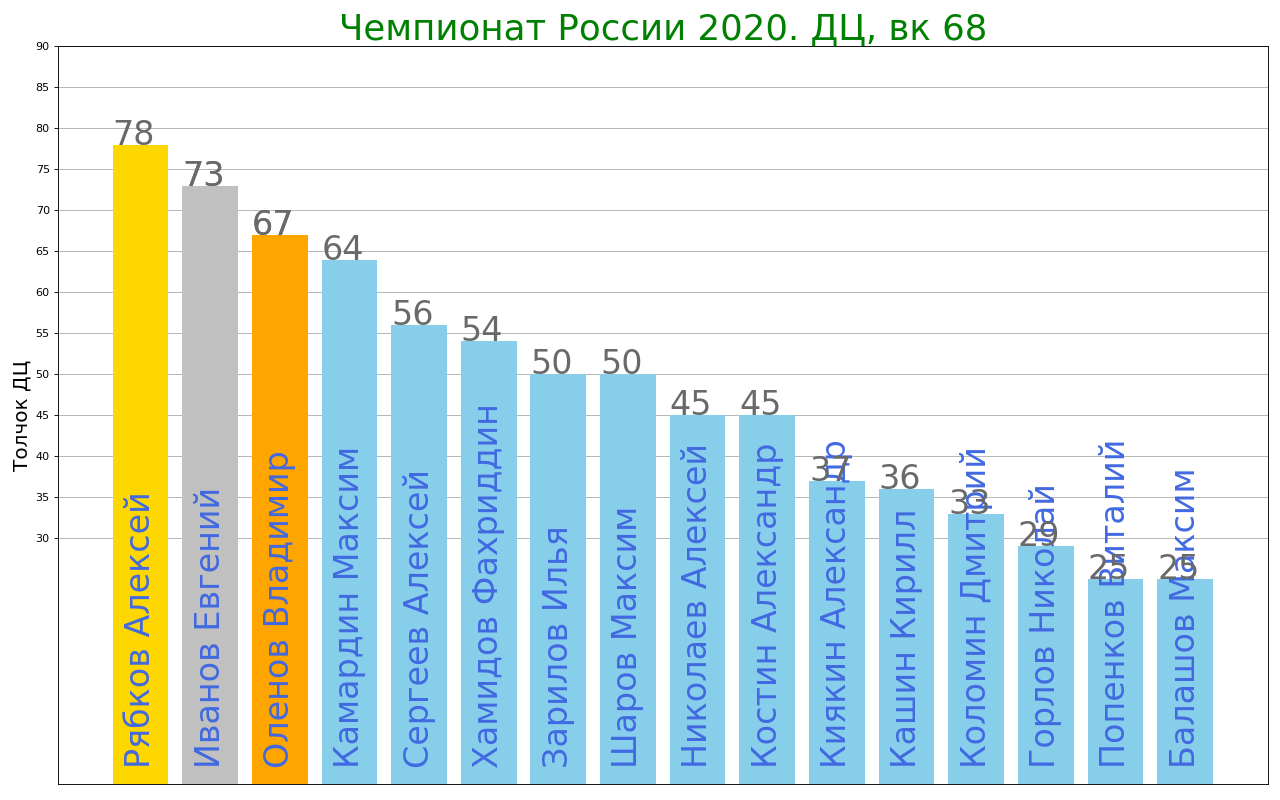 Чемпионат России 2020. ДЦ, вк 68
Толчок ДЦ
90
85
80
75
70
65
60
55
50
45
40
35
30
78
73
67
64
56
54
50
50
45
45
37
36
33
29
25
25
Рябков Алексей
Иванов Евгений
Оленов Владимир
Камардин Максим
Сергеев Алексей
Хамидов Фахриддин
Зарилов Илья
Шаров Максим
Николаев Алексей
Костин Александр
Киякин Александр
Кашин Кирилл
Коломин Дмитрий
Горлов Николай
Попенков Виталий
Балашов Максим